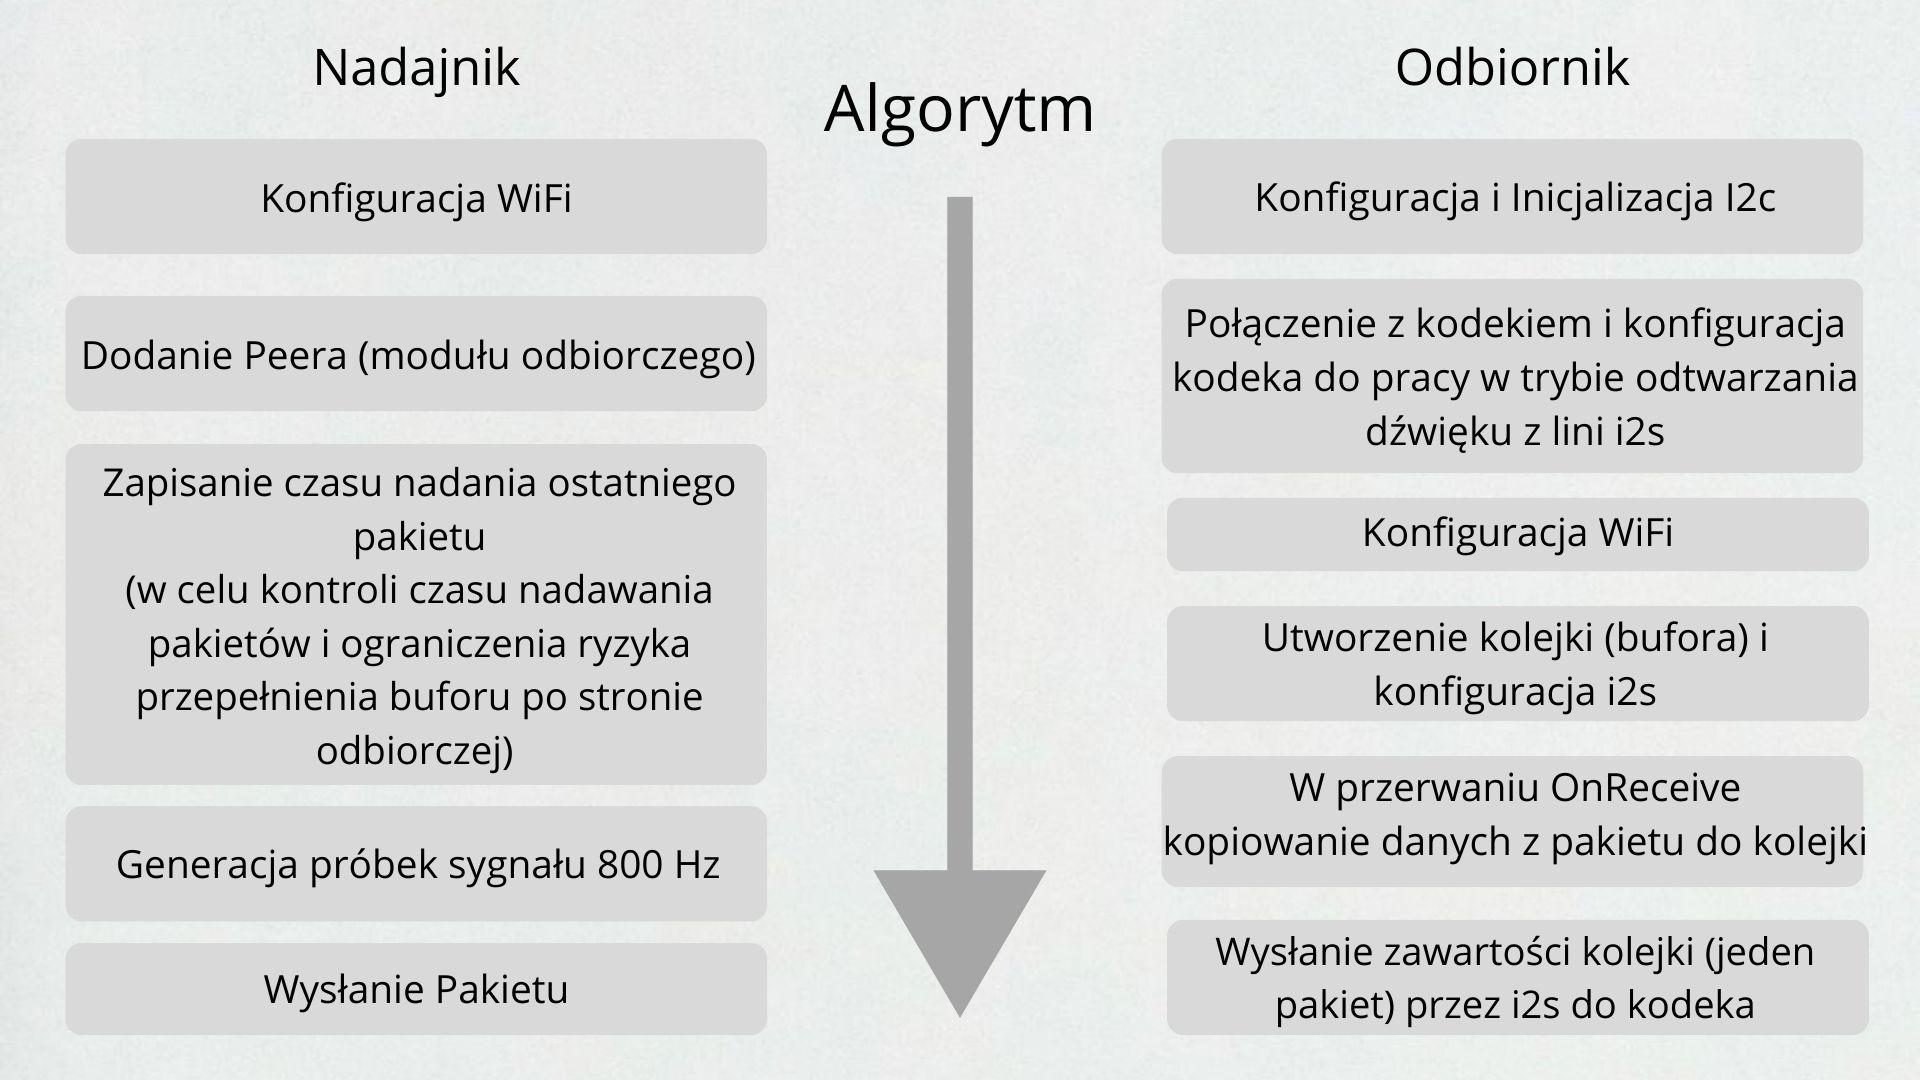 Nadajnik
Konfiguracja WiFi
Dodanie Peera (modułu odbiorczego)
Zapisanie czasu nadania ostatniego
pakietu
(w celu kontroli czasu nadawania
pakietów i ograniczenia ryzyka
przepełnienia buforu po stronie
odbiorczej)
Generacja próbek sygnału 800 Hz
Wysłanie Pakietu
Algorytm
Odbiornik
Konfiguracja i Inicjalizacja I2c
Połączenie z kodekiem i konfiguracja
kodeka do pracy w trybie odtwarzania
dźwięku z lini i2s
Konfiguracja WiFi
Utworzenie kolejki (bufora) i
konfiguracja i2s
W przerwaniu OnReceive
kopiowanie danych z pakietu do kolejki
Wysłanie zawartości kolejki (jeden
pakiet) przez i2s do kodeka